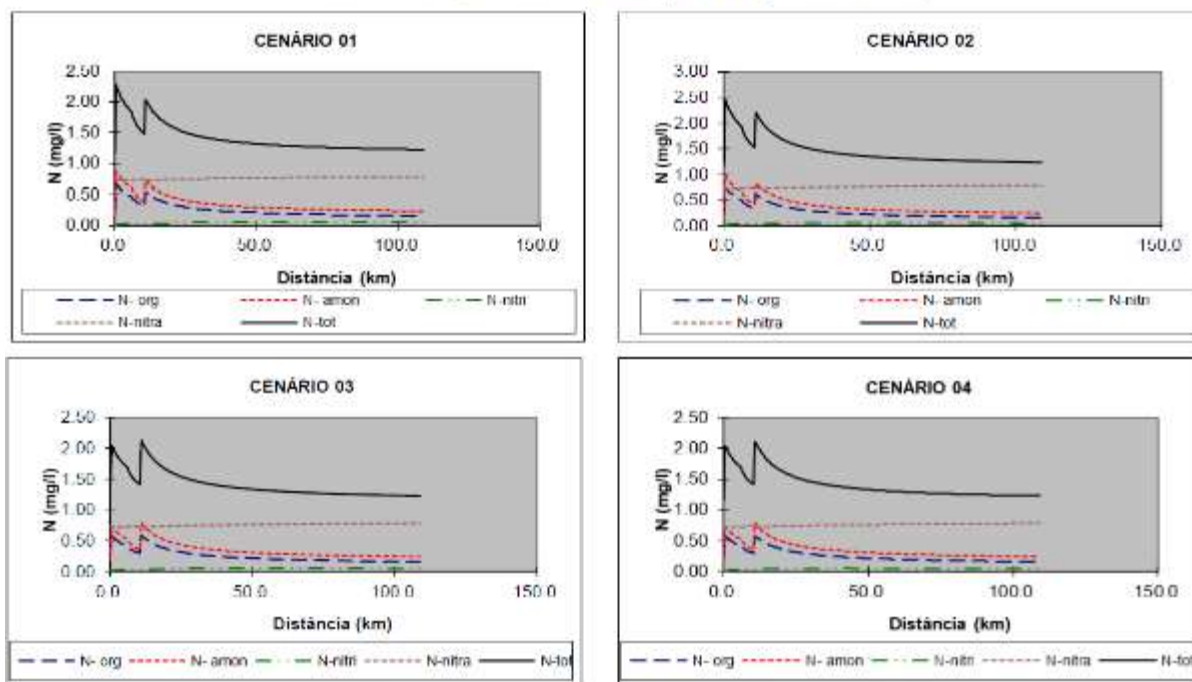 CENÁRIO 01
N (mg/l)
2.50
2.00
1.50
1.00
0.50
0.00
0.0 50.0 100.0 150.0
Distância (km)
N- org N- amon N-nitri
N-nitra N-tot
CENÁRIO 02
N (mg/l)
3.00
2.50
2.00
1.50
1.00
0.50
0.00
0.0 50.0 100.0 150.0
Distância (km)
N- org N- amon N-nitri
N-nitra N-tot
CENÁRIO 03
N (mg/l)
2.50
2.00
1.50
1.00
0.50
0.00
0.0 50.0 100.0 150.0
Distância (km)
N- org N- amon N-nitri N-nitra N-tot
CENÁRIO 04
N (mg/l)
2.50
2.00
1.50
1.00
0.50
0.00
0.0 50.0 100.0 150.0
Distância (km)
N- org N- amon N-nitri N-nitra N-tot